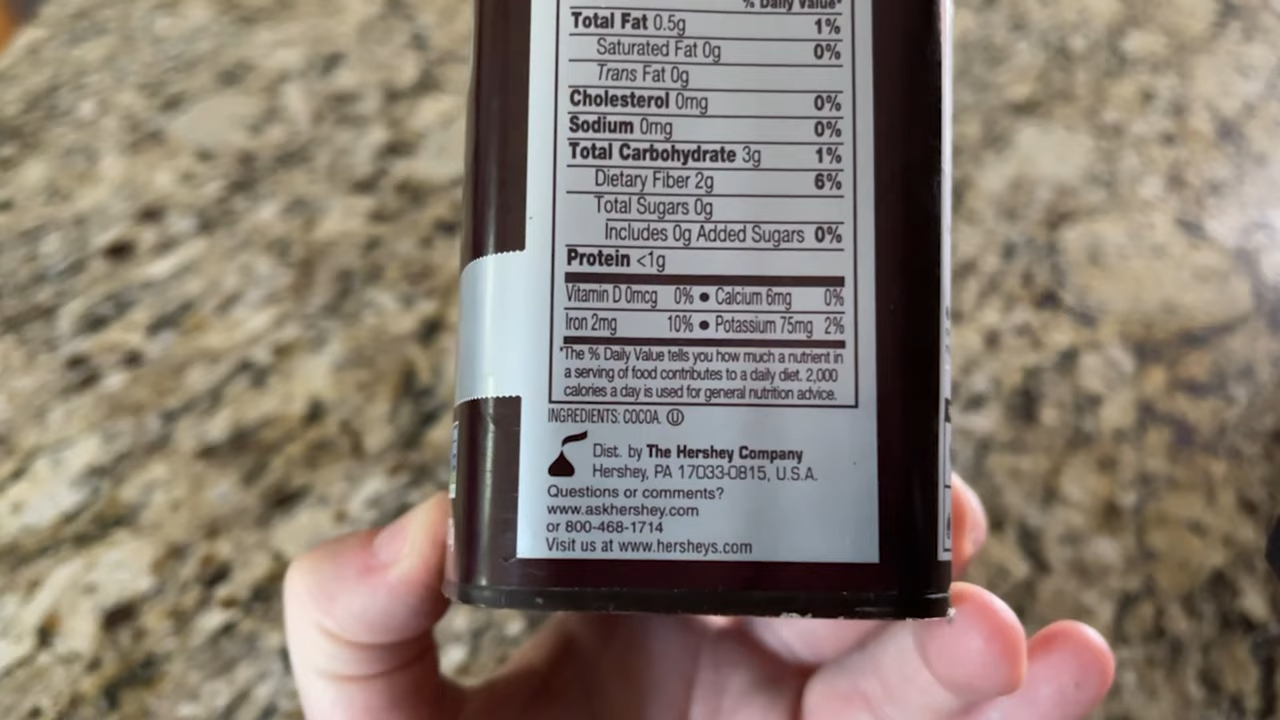 % Daily Value*
Total Fat 0.5g 1%
Saturated Fat 0g 0%
Trans Fat 0g
Cholesterol 0mg 0%
Sodium 0mg 0%
Total Carbohydrate 3g 1%
Dietary Fiber 2g 6%
Total Sugars 0g
Includes 0g Added Sugars 0%
Protein <1g
Vitamin D 0mcg 0% • Calcium 6mg 0%
Iron 2mg 10% • Potassium 75mg 2%
*The % Daily Value tells you how much a nutrient in
a serving of food contributes to a daily diet. 2,000
calories a day is used for general nutrition advice.
INGREDIENTS: COCOA. U
Dist. by The Hershey Company
Hershey, PA 17033-0815, U.S.A.
Questions or comments?
www.askhershey.com
or 800-468-1714
Visit us at www.hersheys.com